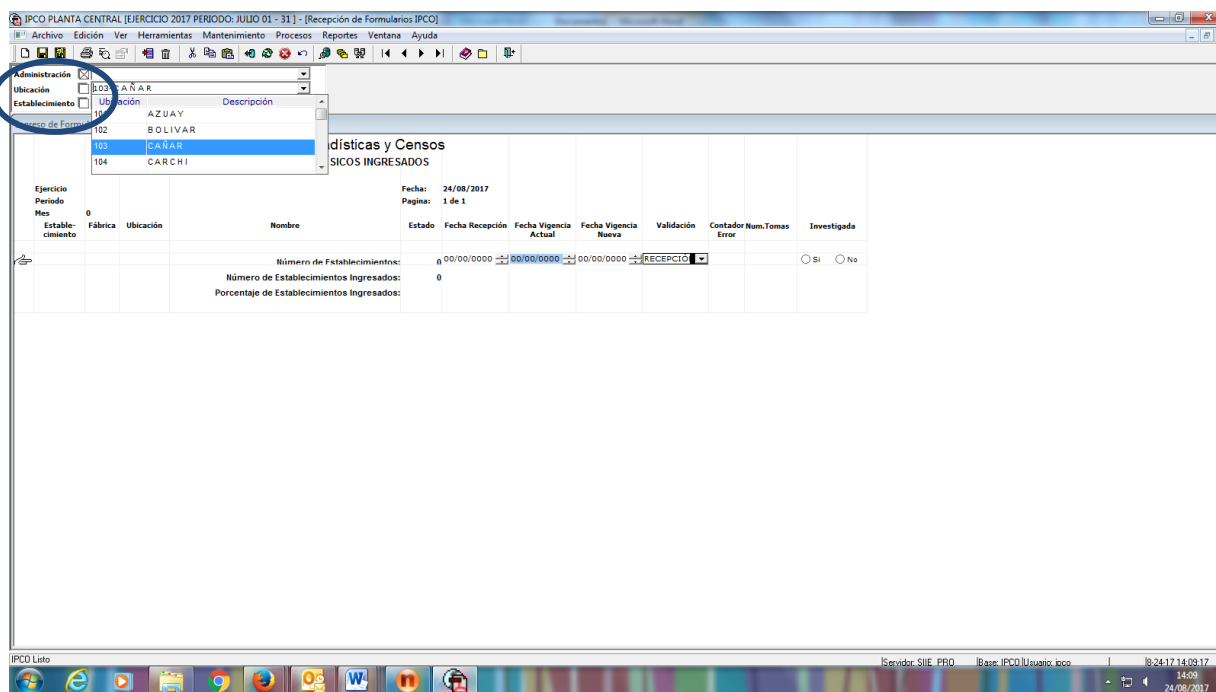 IPCO PLANTA CENTRAL [EJERCICIO 2017 PERIODO: JULIO 01 - 31 ] - [Recepción de Formularios IPCO]
Archivo Edición Ver Herramientas Mantenimiento Procesos Reportes Ventana Ayuda
Administración
Ubicación 103-CAÑAR
Establecimiento
Ubicación Descripción
AZUAY
102 BOLIVAR
103 CAÑAR
104 CARCHI
dísticas y Censos
SICOS INGRESADOS
Ejercicio Fecha: 24/08/2017
Periodo Pagina: 1 de 1
Mes 0
Estable- Fábrica Ubicación Nombre Estado Fecha Recepción Fecha Vigencia Fecha Vigencia Validación Contador Num.Tomas Investigada
cimiento Actual Nueva Error
Número de Establecimientos: 0 00/00/0000 00/00/0000 00/00/0000 RECEPCIÓ Si No
Número de Establecimientos Ingresados: 0
Porcentaje de Establecimientos Ingresados:
IPCO Listo Servidor: SIIE_PRO Base: IPCO Usuario: ipco 8-24-17 14:09:17
14:09
24/08/2017